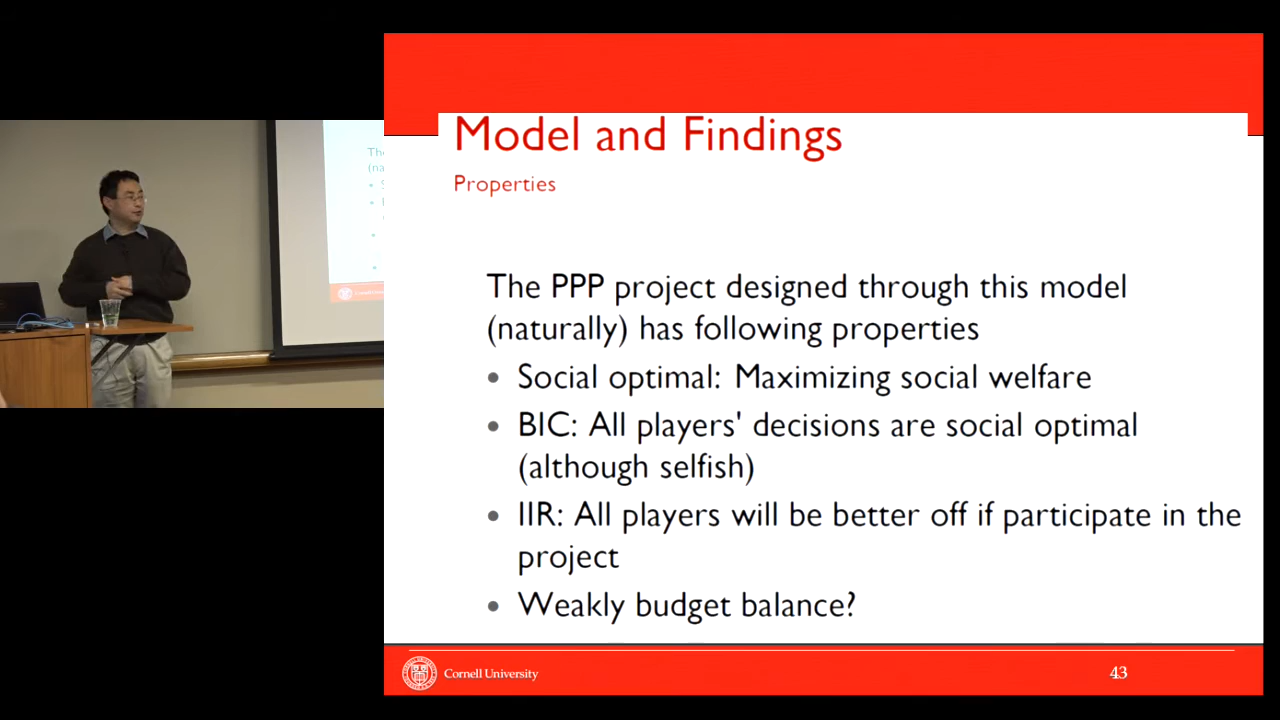 Model and Findings
Properties
The PPP project designed through this model
(naturally) has following properties
• Social optimal: Maximizing social welfare
• BIC: All players' decisions are social optimal
(although selfish)
• IIR: All players will be better off if participate in the
project
• Weakly budget balance?
Cornell University
43